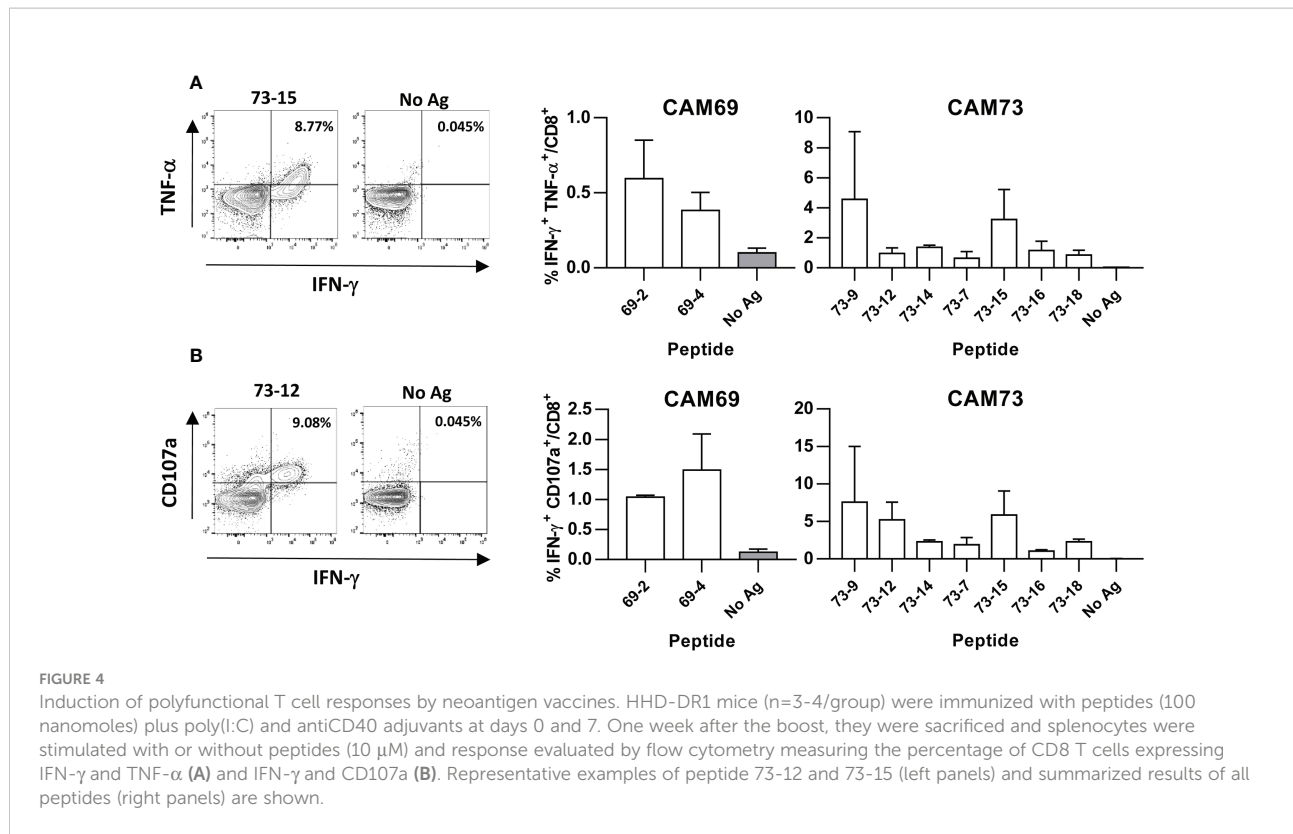 A
73-15
No Ag
8.77%
0.045%
TNF-α
IFN-γ
CAM69
% IFN-γ+ TNF-α+/CD8+
1.0
0.5
0.0
69-2
69-4
No Ag
Peptide
CAM73
10
8
6
4
2
0
73-9
73-12
73-14
73-7
73-15
73-16
73-18
No Ag
Peptide
B
73-12
No Ag
9.08%
0.045%
CD107a
IFN-γ
CAM69
% IFN-γ+ CD107a+/CD8+
2.5
2.0
1.5
1.0
0.5
0.0
69-2
69-4
No Ag
Peptide
CAM73
20
15
10
5
0
73-9
73-12
73-14
73-7
73-15
73-16
73-18
No Ag
Peptide
FIGURE 4
Induction of polyfunctional T cell responses by neoantigen vaccines. HHD-DR1 mice (n=3-4/group) were immunized with peptides (100
nanomoles) plus poly(I:C) and antiCD40 adjuvants at days 0 and 7. One week after the boost, they were sacrificed and splenocytes were
stimulated with or without peptides (10 μM) and response evaluated by flow cytometry measuring the percentage of CD8 T cells expressing
IFN-γ and TNF-α (A) and IFN-γ and CD107a (B). Representative examples of peptide 73-12 and 73-15 (left panels) and summarized results of all
peptides (right panels) are shown.